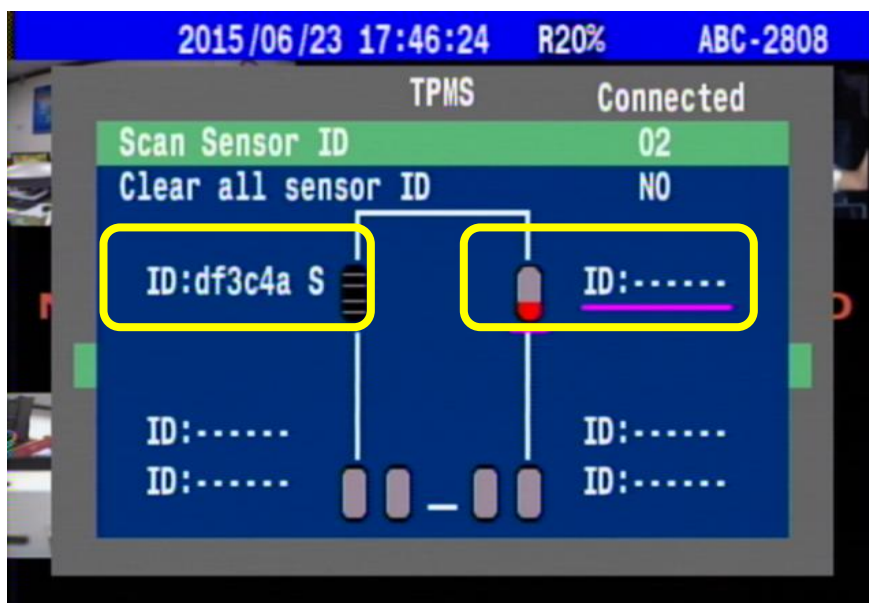 2015/06/23 17:46:24 R20% ABC-2808
TPMS Connected
Scan Sensor ID 02
Clear all sensor ID NO
ID:df3c4a S ID:------
ID:------ ID:------
ID:------ ID:------